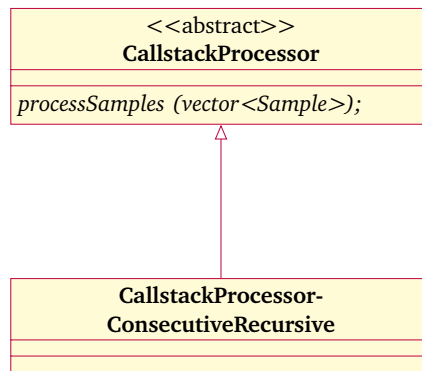 <<abstract>>
CallstackProcessor
processSamples (vector<Sample>);
CallstackProcessor-
ConsecutiveRecursive